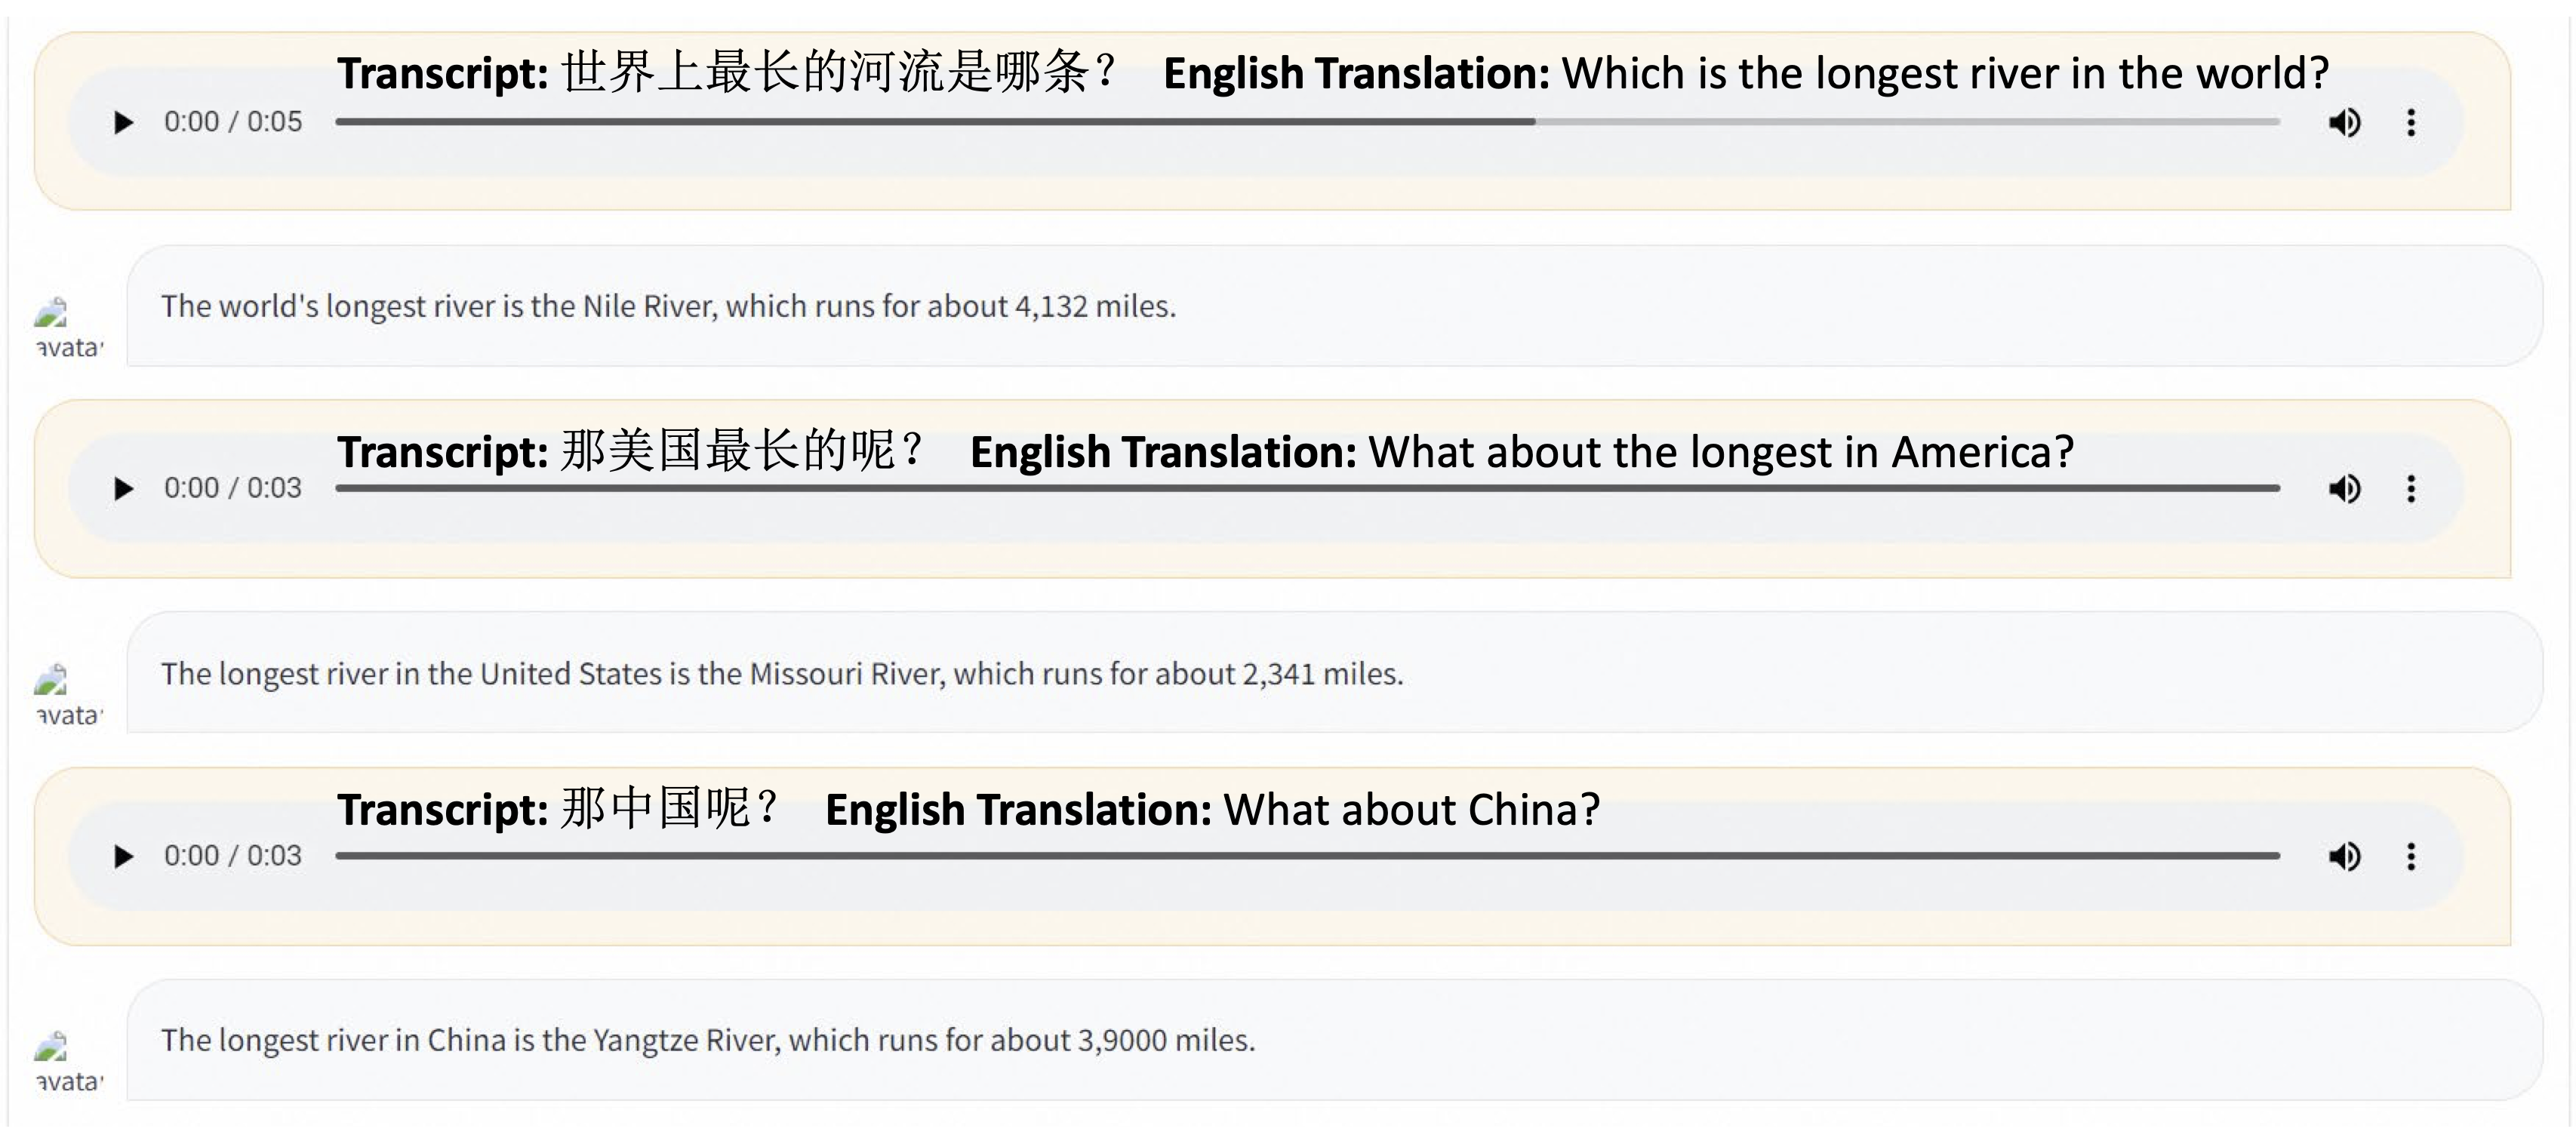 Transcript: 世界上最长的河流是哪条？ English Translation: Which is the longest river in the world?
0:00 / 0:05
The world's longest river is the Nile River, which runs for about 4,132 miles.
avata
Transcript: 那美国最长的呢？ English Translation: What about the longest in America?
0:00 / 0:03
The longest river in the United States is the Missouri River, which runs for about 2,341 miles.
avata
Transcript: 那中国呢？ English Translation: What about China?
0:00 / 0:03
The longest river in China is the Yangtze River, which runs for about 3,9000 miles.
avata